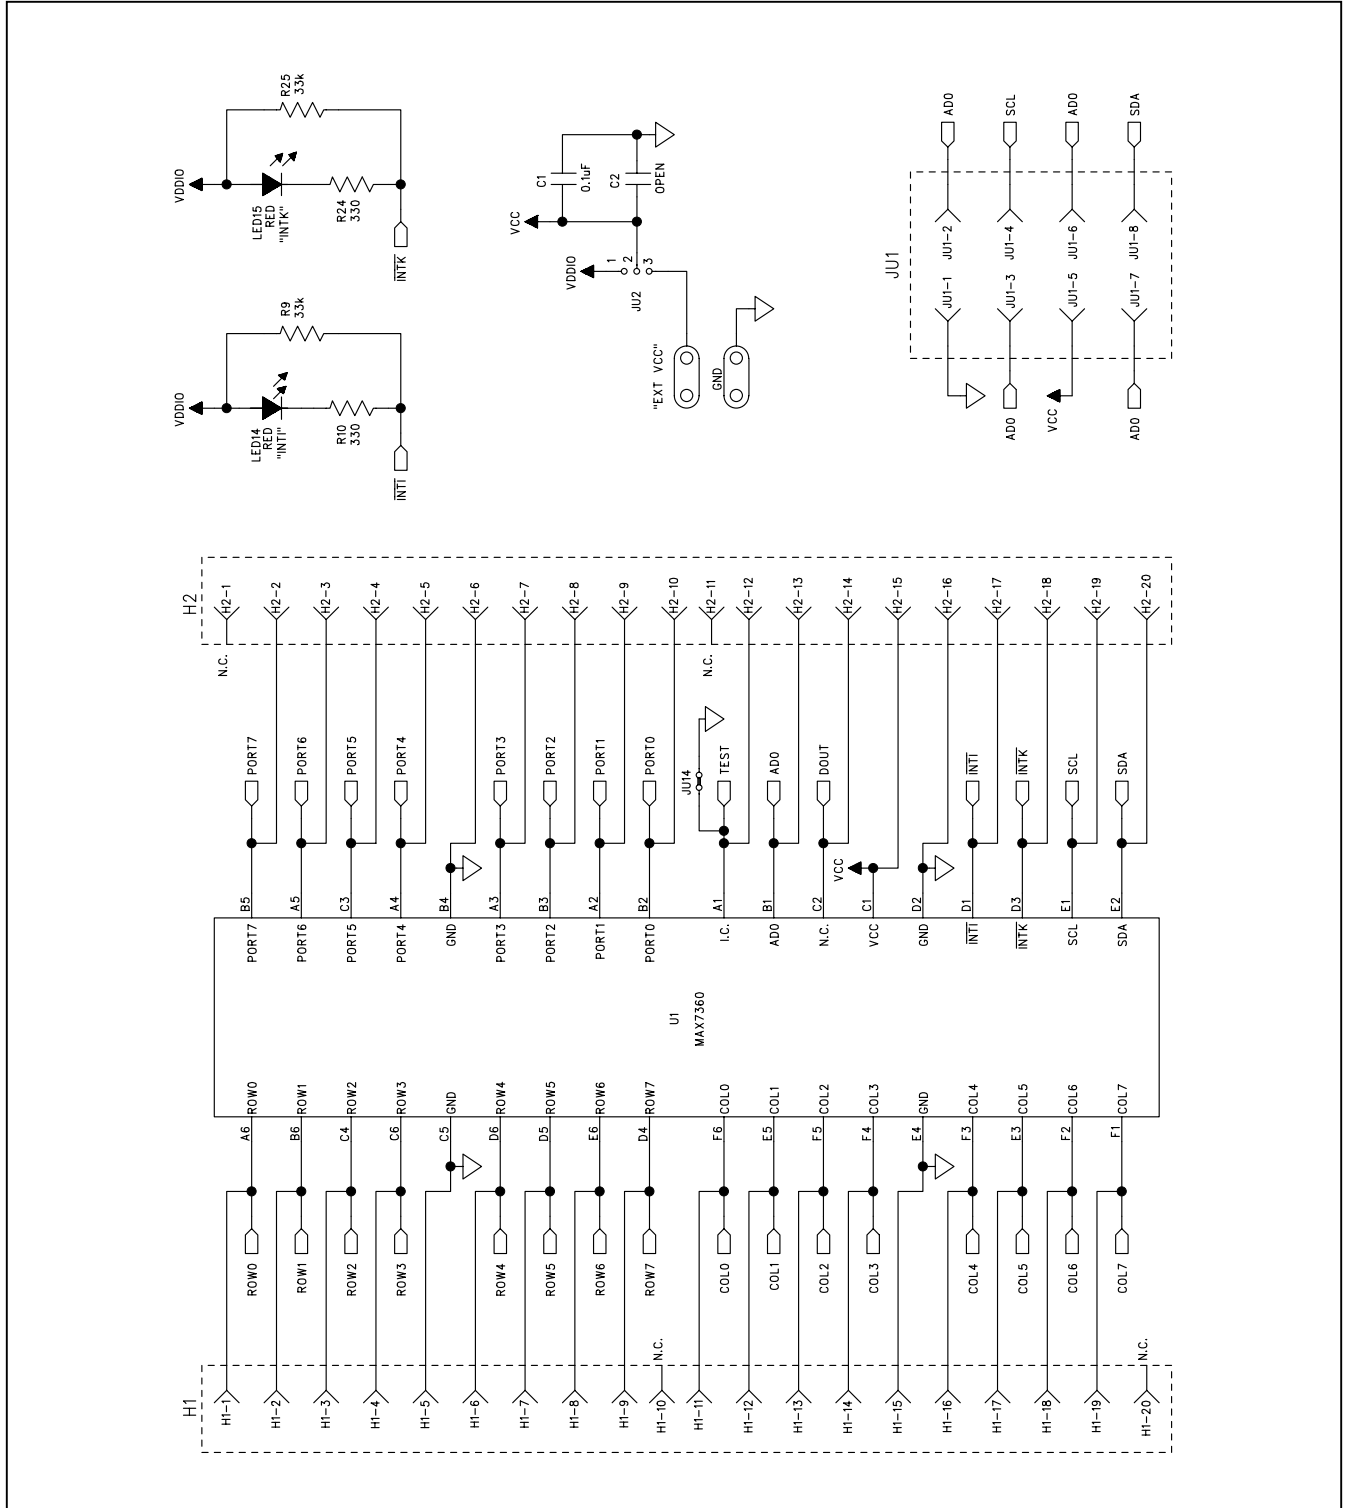 H1
H1-1
H1-2
H1-3
H1-4
H1-5
H1-6
H1-7
H1-8
H1-9
H1-10
H1-11
H1-12
H1-13
H1-14
H1-15
H1-16
H1-17
H1-18
H1-19
H1-20
N.C.
N.C.
ROW0
ROW1
ROW2
ROW3
ROW4
ROW5
ROW6
ROW7
COL0
COL1
COL2
COL3
COL4
COL5
COL6
COL7
A6
B6
C4
C6
C5
D6
D5
E6
D4
F6
E5
F5
F4
E4
F3
E3
F2
F1
ROW0
ROW1
ROW2
ROW3
GND
ROW4
ROW5
ROW6
ROW7
COL0
COL1
COL2
COL3
GND
COL4
COL5
COL6
COL7
U1
MAX7360
PORT7
PORT6
PORT5
PORT4
GND
PORT3
PORT2
PORT1
PORT0
I.C.
AD0
N.C.
VCC
GND
INTI
INTK
SCL
SDA
B5
A5
C3
A4
B4
A3
B3
A2
B2
A1
B1
C2
C1
D2
D1
D3
E1
E2
VCC
PORT7
PORT6
PORT5
PORT4
PORT3
PORT2
PORT1
PORT0
JU14
TEST
AD0
DOUT
INTI
INTK
SCL
SDA
N.C.
N.C.
H2
H2-1
H2-2
H2-3
H2-4
H2-5
H2-6
H2-7
H2-8
H2-9
H2-10
H2-11
H2-12
H2-13
H2-14
H2-15
H2-16
H2-17
H2-18
H2-19
H2-20
VDDIO
LED14
RED
"INTI"
R10
330
R9
33k
INTI
VDDIO
LED15
RED
"INTK"
R24
330
R25
33k
INTK
VCC
C1
0.1uF
C2
OPEN
VDDIO
JU2
1
2
3
"EXT VCC"
GND
JU1
AD0
VCC
AD0
JU1-1
JU1-3
JU1-5
JU1-7
JU1-2
JU1-4
JU1-6
JU1-8
AD0
SCL
AD0
SDA